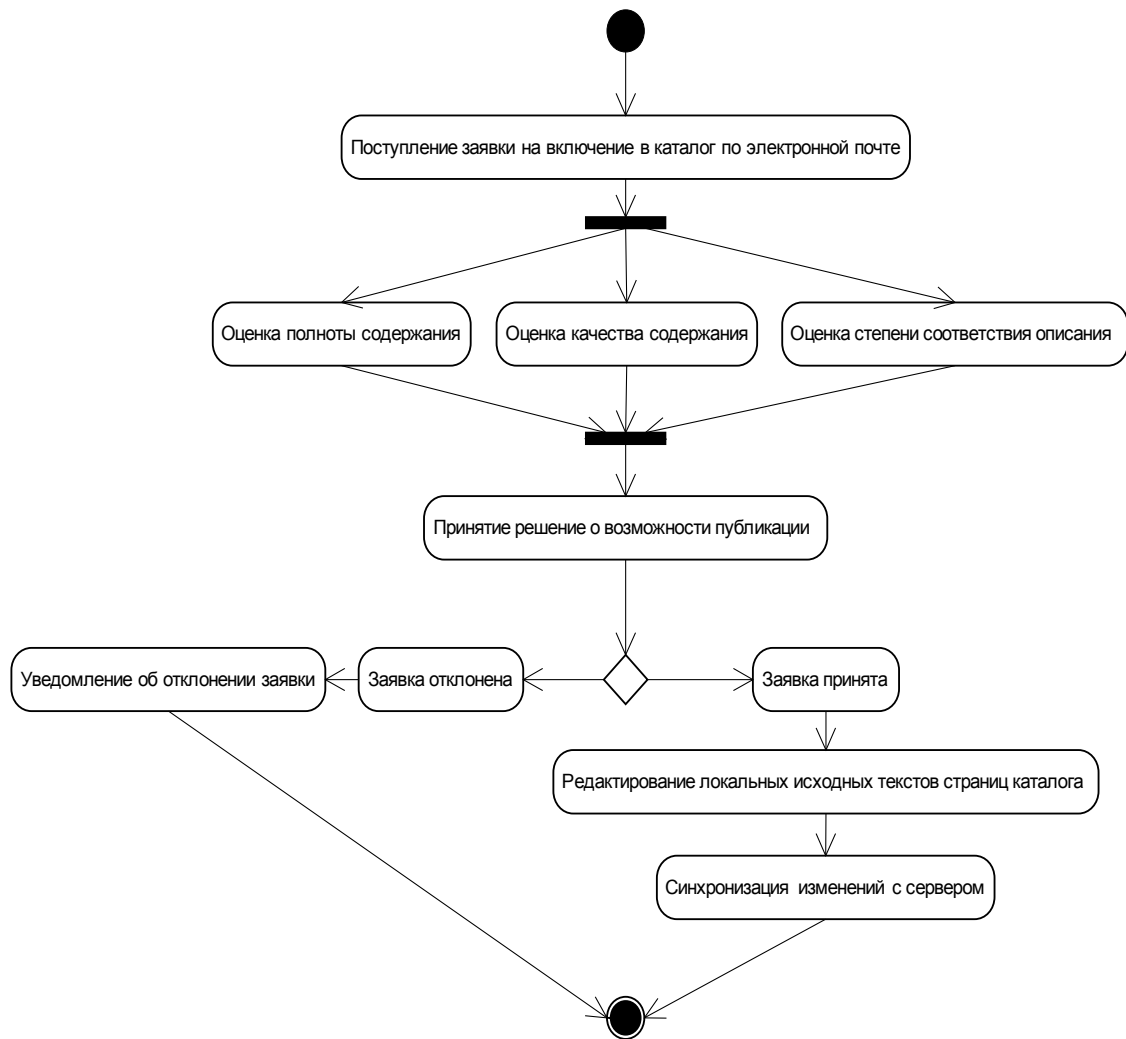 Поступление заявки на включение в каталог по электронной почте
Оценка полноты содержания
Оценка качества содержания
Оценка степени соответствия описания
Принятие решение о возможности публикации
Уведомление об отклонении заявки
Заявка отклонена
Заявка принята
Редактирование локальных исходных текстов страниц каталога
Синхронизация изменений с сервером